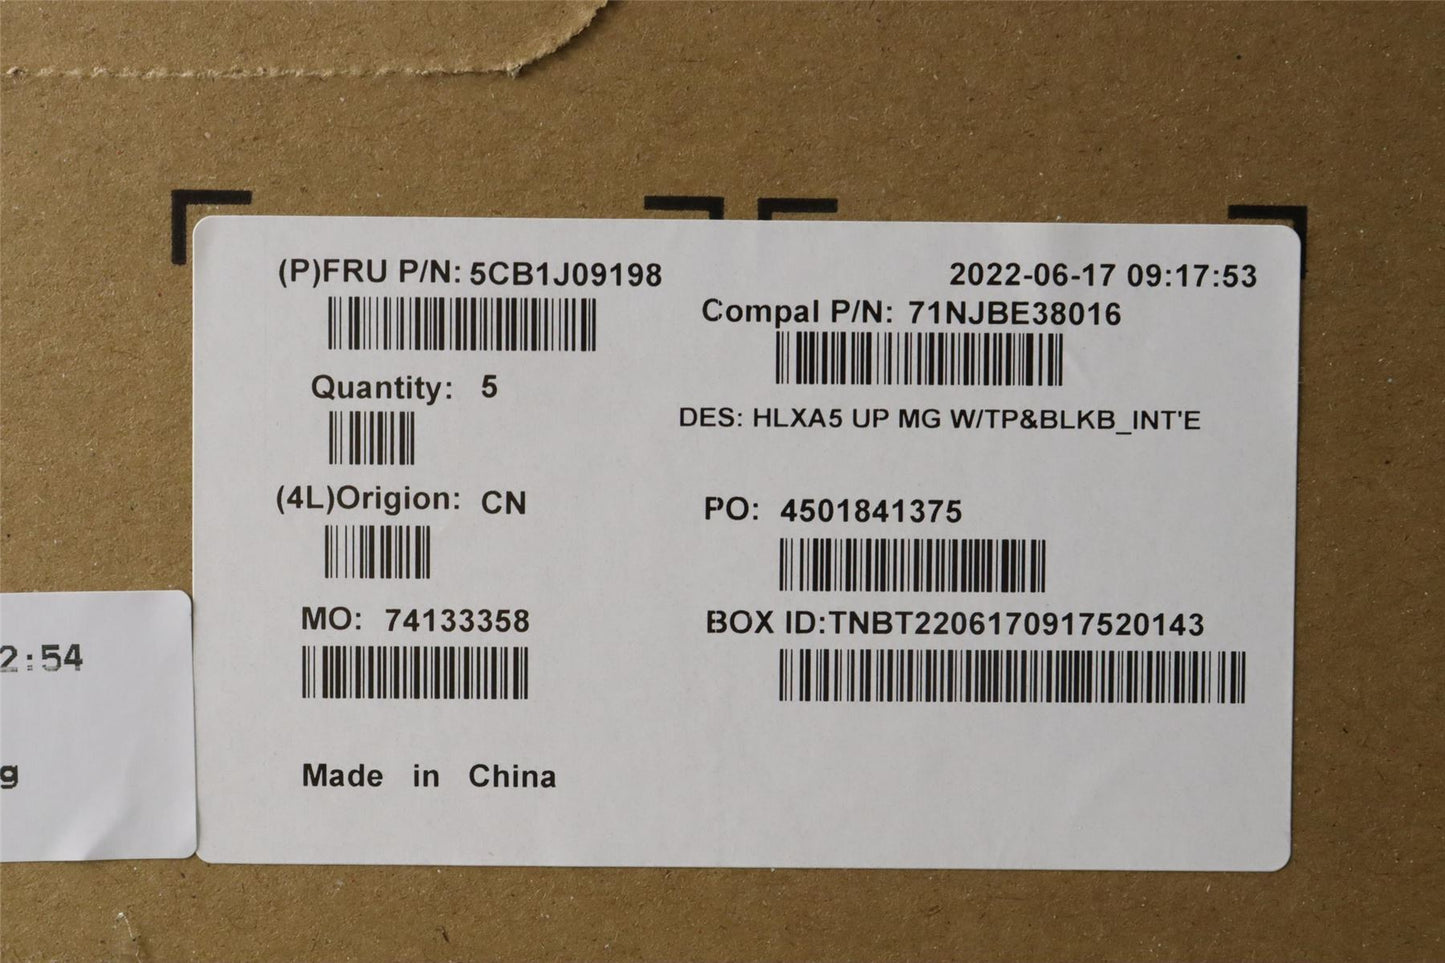 (P)FRU P/N: 5CB1J09198
2022-06-17 09:17:53
Compal P/N: 71NJBE38016
Quantity: 5
DES: HLXA5 UP MG W/TP&BLKB_INT'E
(4L)Origion: CN
PO: 4501841375
MO: 74133358
BOX ID:TNBT2206170917520143
Made in China
2:54
g